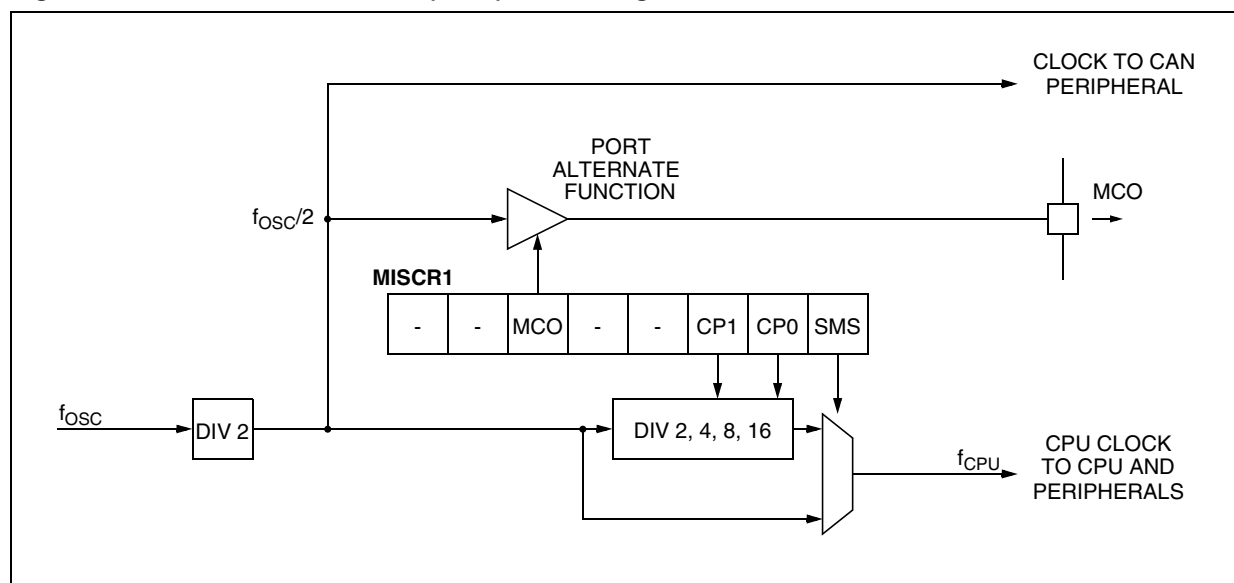 CLOCK TO CAN
PERIPHERAL
PORT
ALTERNATE
FUNCTION
MCO
fOSC/2
MISCR1
- - MCO - - CP1 CP0 SMS
fOSC
DIV 2
DIV 2, 4, 8, 16
fCPU
CPU CLOCK
TO CPU AND
PERIPHERALS